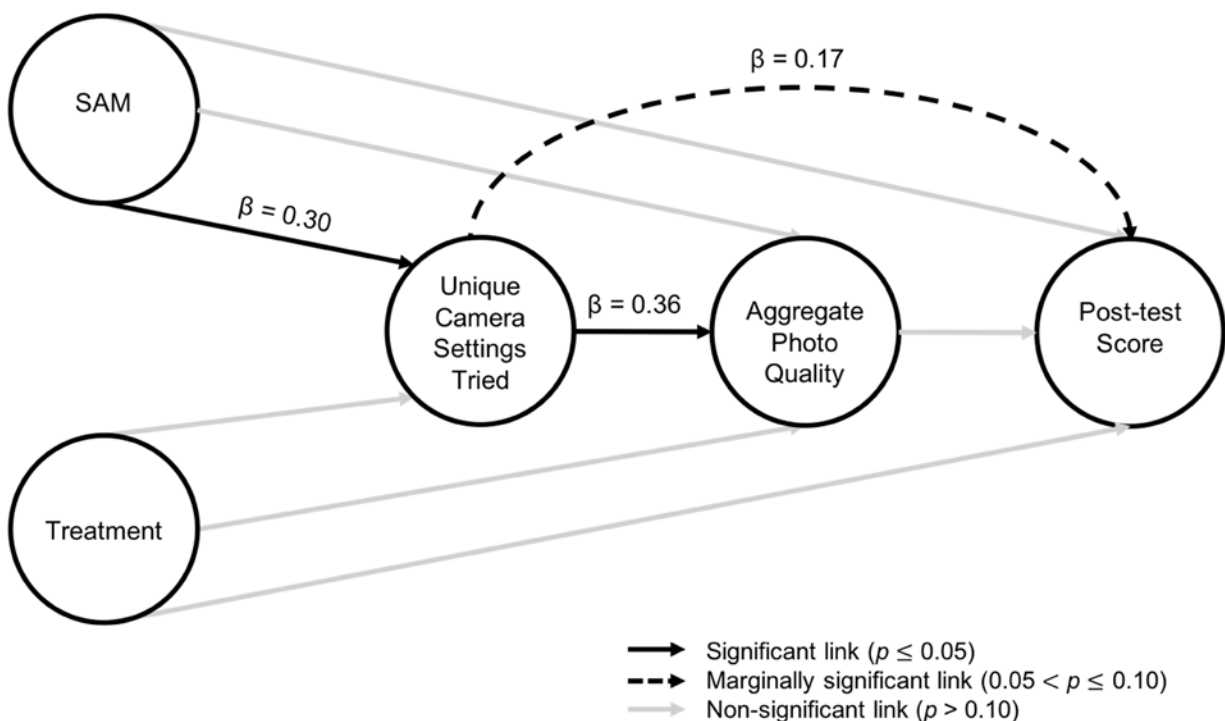 β = 0.17
SAM
β = 0.30
Unique
Camera
Settings
Tried
β = 0.36
Aggregate
Photo
Quality
Post-test
Score
Treatment
Significant link (p ≤ 0.05)
Marginally significant link (0.05 < p ≤ 0.10)
Non-significant link (p > 0.10)